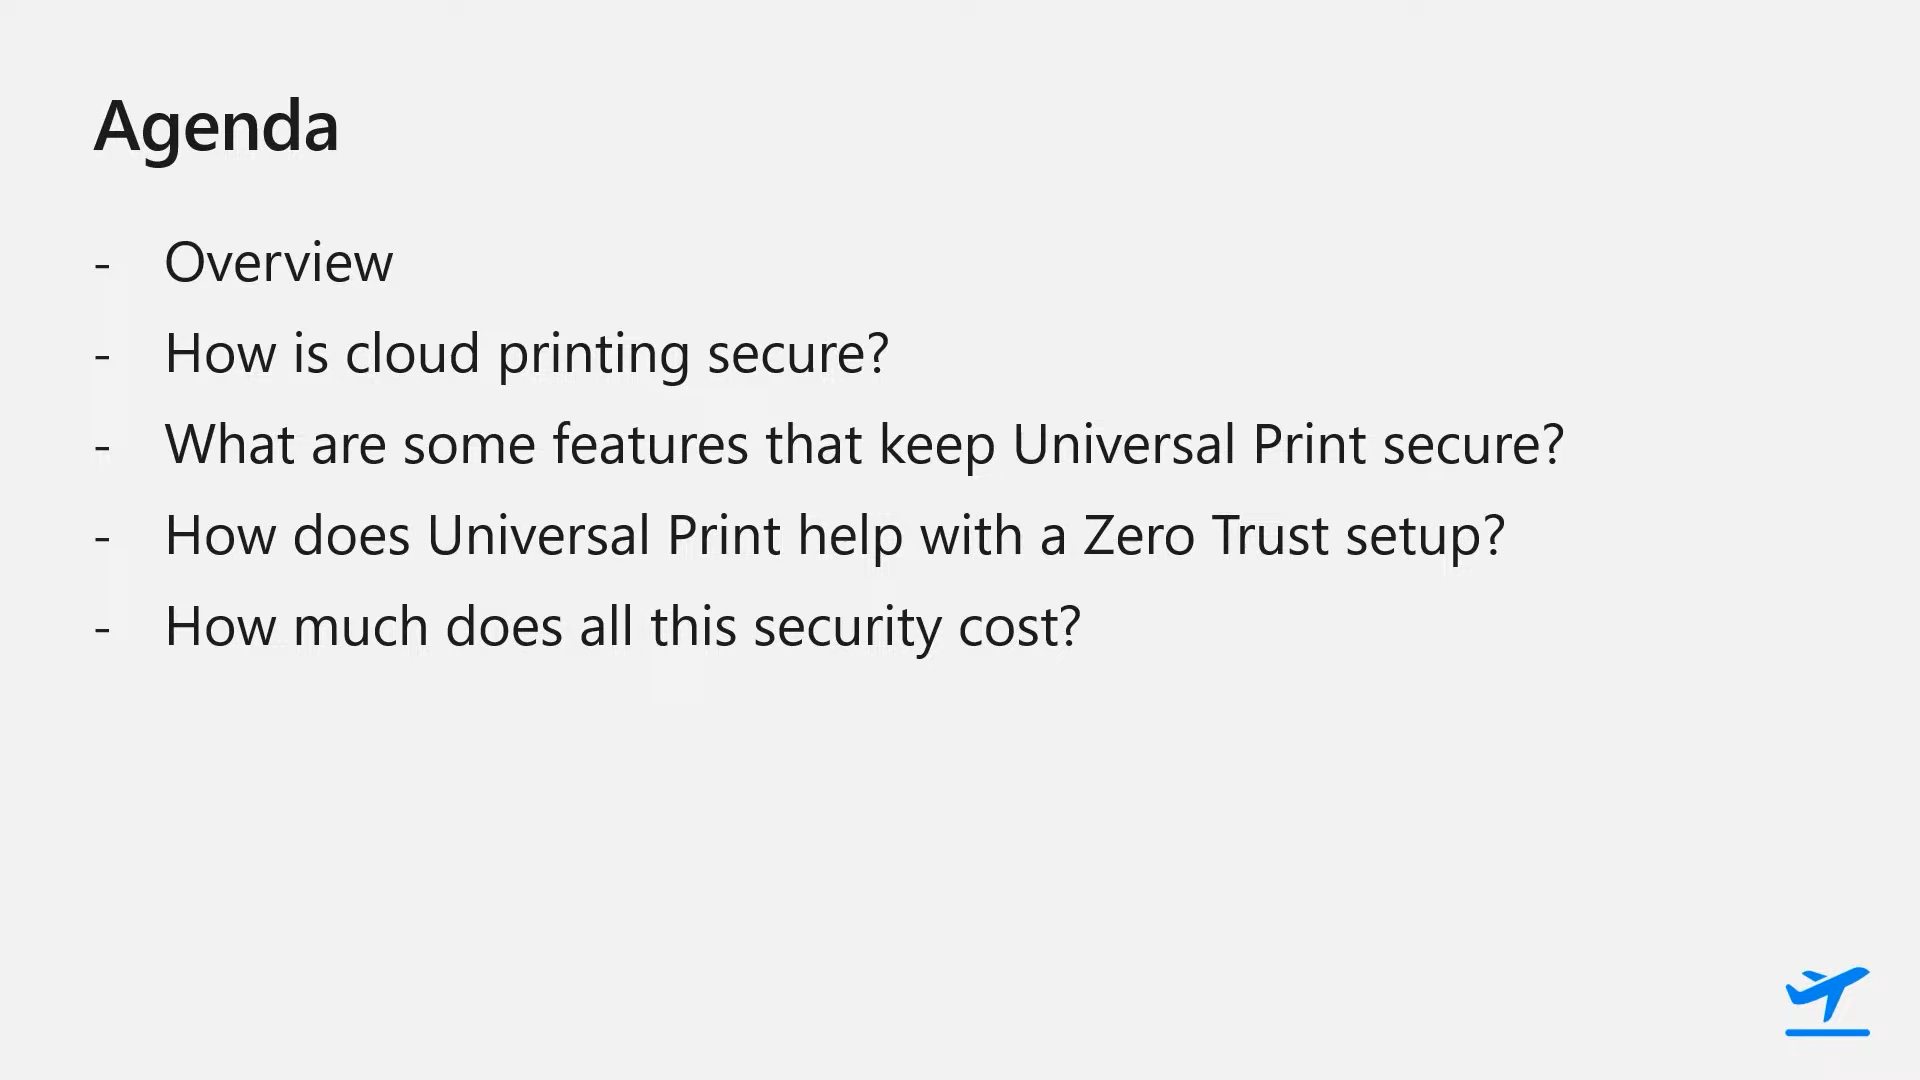 Agenda
- Overview
- How is cloud printing secure?
- What are some features that keep Universal Print secure?
- How does Universal Print help with a Zero Trust setup?
- How much does all this security cost?